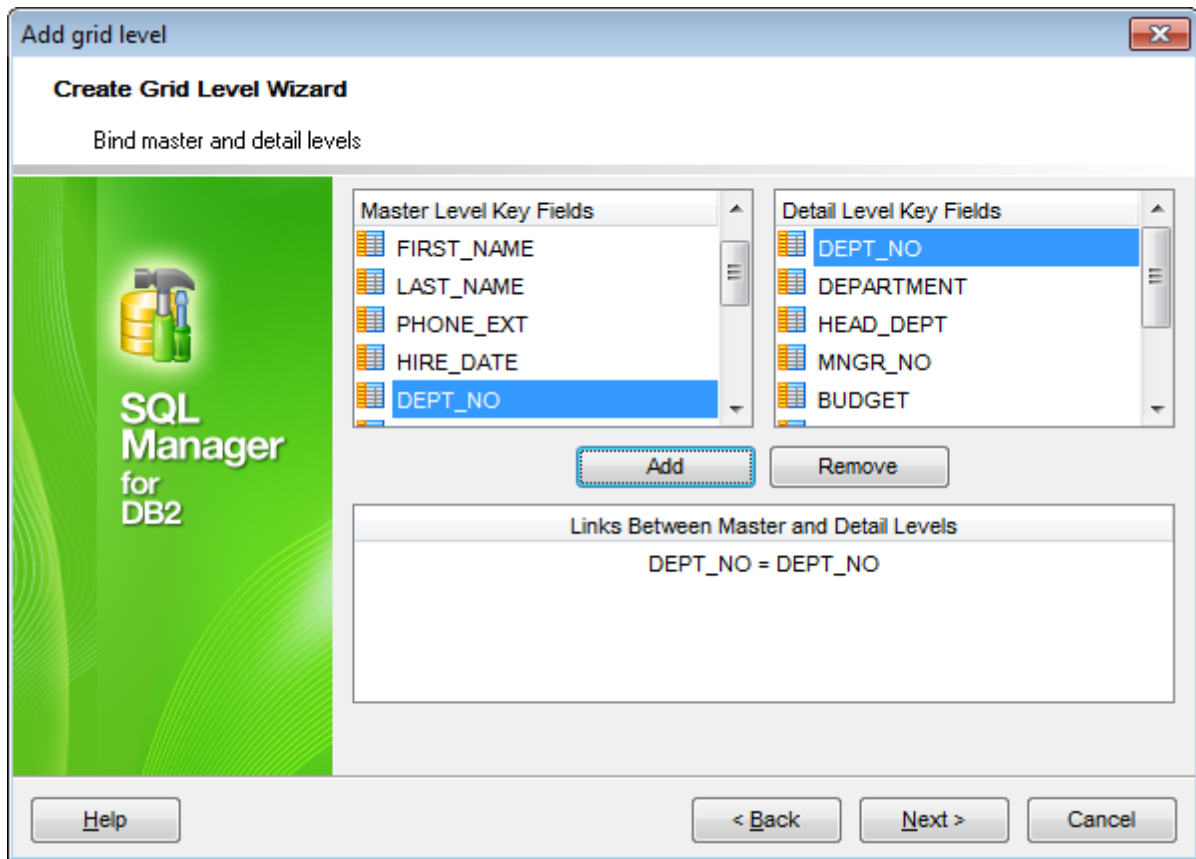 Add grid level
Create Grid Level Wizard
Bind master and detail levels
SQL
Manager
for
DB2
Master Level Key Fields
FIRST_NAME
LAST_NAME
PHONE_EXT
HIRE_DATE
DEPT_NO
Detail Level Key Fields
DEPT_NO
DEPARTMENT
HEAD_DEPT
MNGR_NO
BUDGET
Add
Remove
Links Between Master and Detail Levels
DEPT_NO = DEPT_NO
Help
< Back
Next >
Cancel